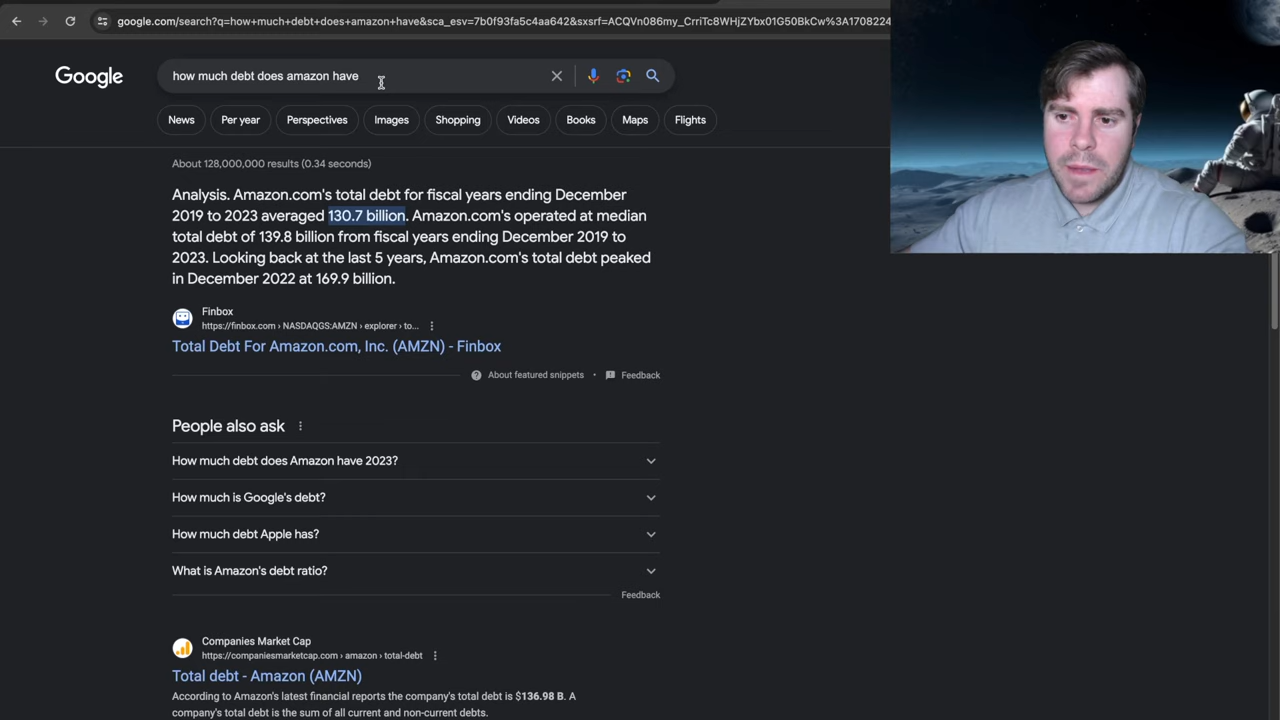 google.com/search?q=how+much+debt+does+amazon+have&sca_esv=7b0f93fa5c4aa642&sxsrf=ACQVn086my_CrriTc8WHjZYbx01G50BkCw%3A1708224
Google
how much debt does amazon have
News
Per year
Perspectives
Images
Shopping
Videos
Books
Maps
Flights
About 128,000,000 results (0.34 seconds)
Analysis. Amazon.com's total debt for fiscal years ending December
2019 to 2023 averaged 130.7 billion. Amazon.com's operated at median
total debt of 139.8 billion from fiscal years ending December 2019 to
2023. Looking back at the last 5 years, Amazon.com's total debt peaked
in December 2022 at 169.9 billion.
Finbox
https://finbox.com › NASDAQGS:AMZN › explorer › to...
Total Debt For Amazon.com, Inc. (AMZN) - Finbox
About featured snippets • Feedback
People also ask
How much debt does Amazon have 2023?
How much is Google's debt?
How much debt Apple has?
What is Amazon's debt ratio?
Feedback
Companies Market Cap
https://companiesmarketcap.com › amazon › total-debt
Total debt - Amazon (AMZN)
According to Amazon's latest financial reports the company's total debt is $136.98 B. A
company's total debt is the sum of all current and non-current debts.